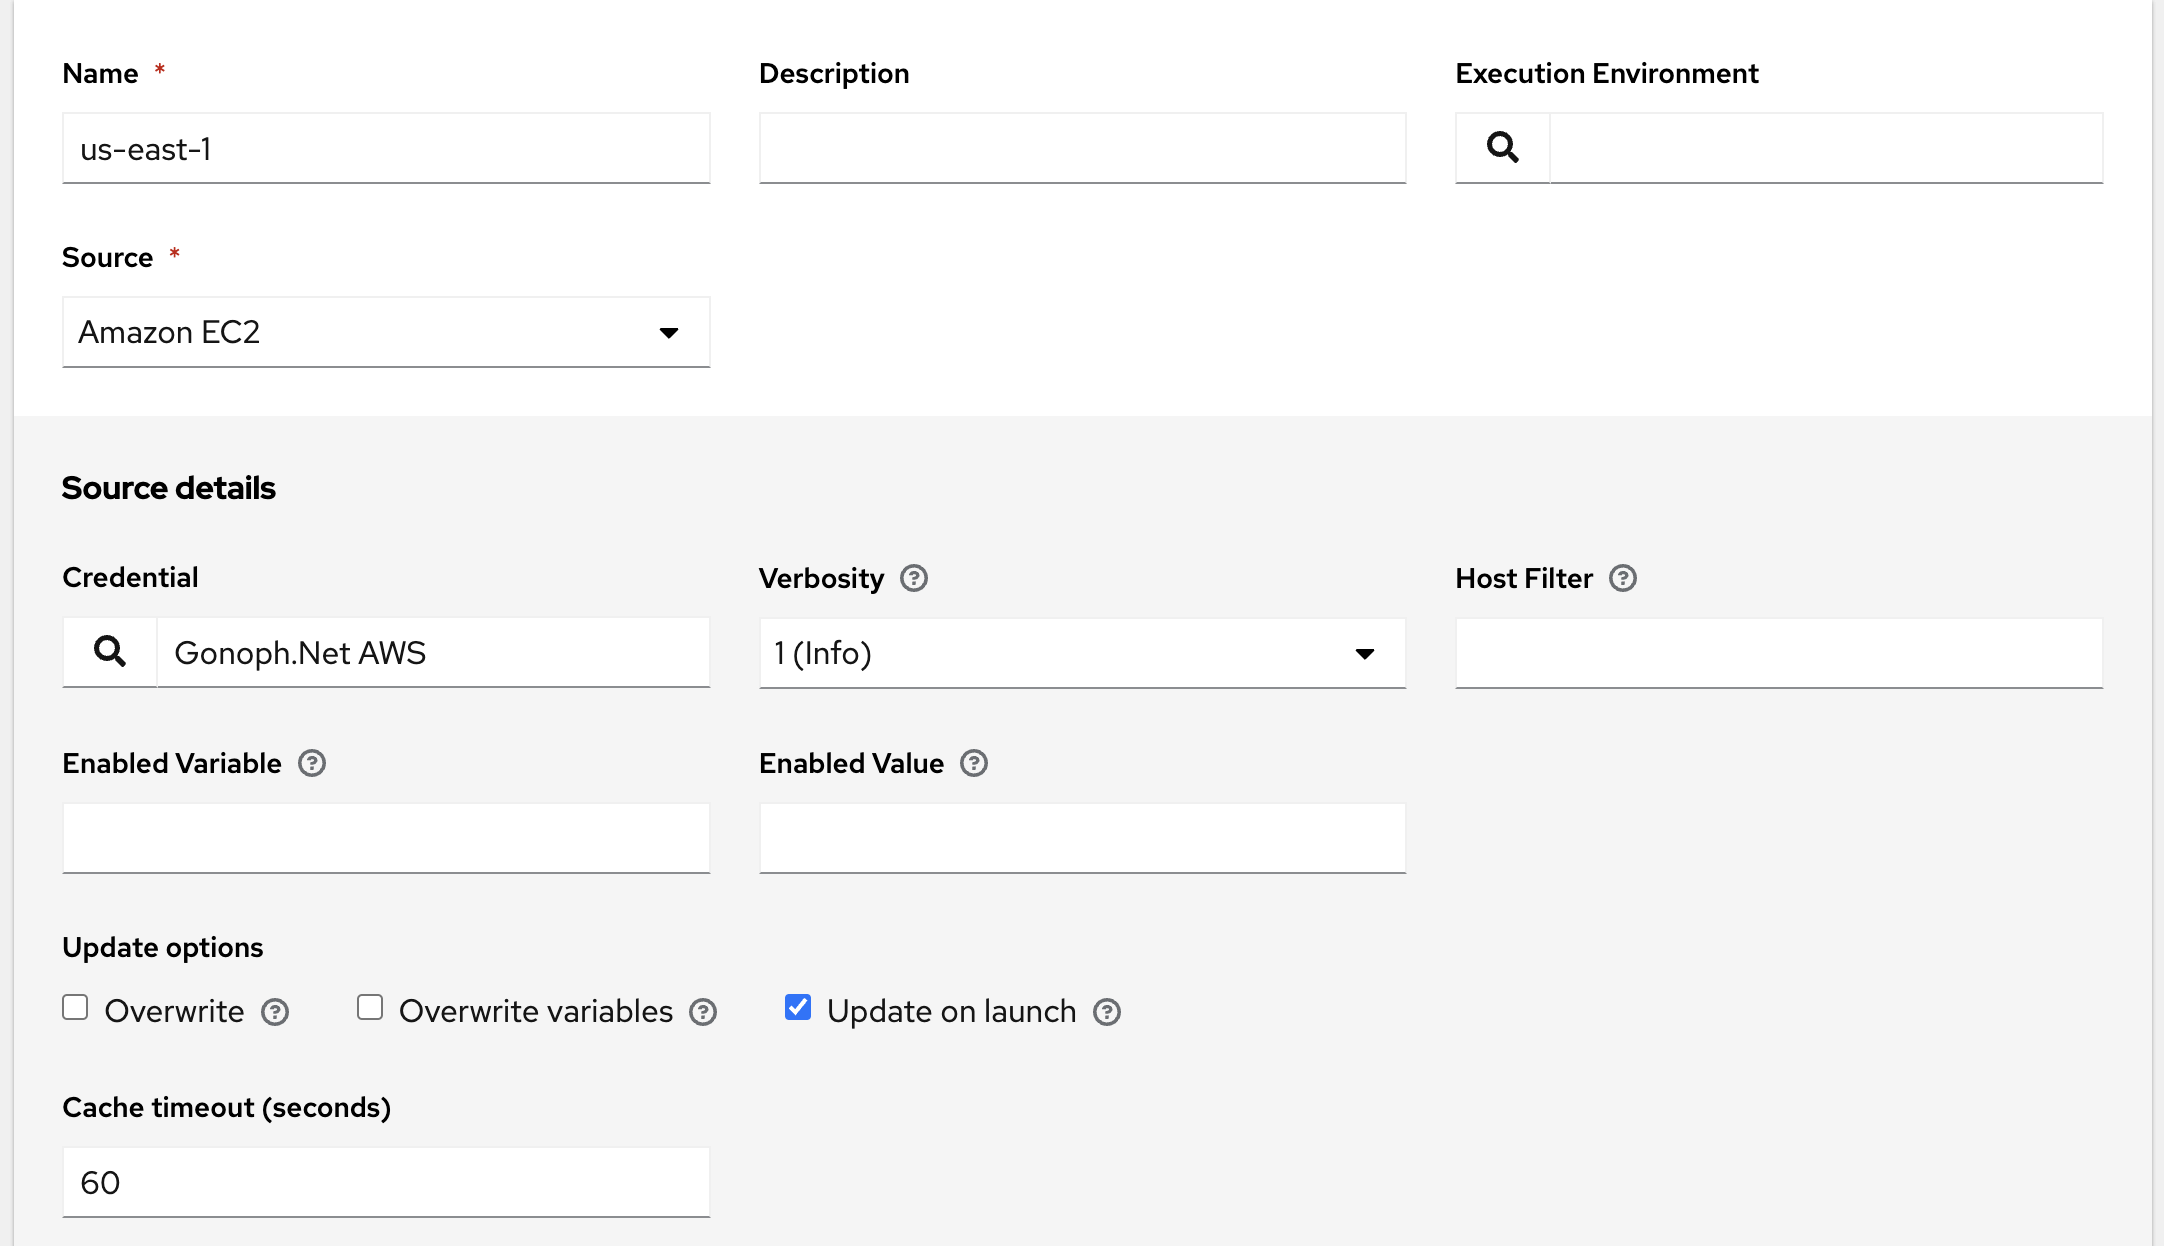 Name * Description Execution Environment
us-east-1
Source *
Amazon EC2
Source details
Credential Verbosity ? Host Filter ?
Gonoph.Net AWS 1 (Info)
Enabled Variable ? Enabled Value ?
Update options
Overwrite ? Overwrite variables ? Update on launch ?
Cache timeout (seconds)
60